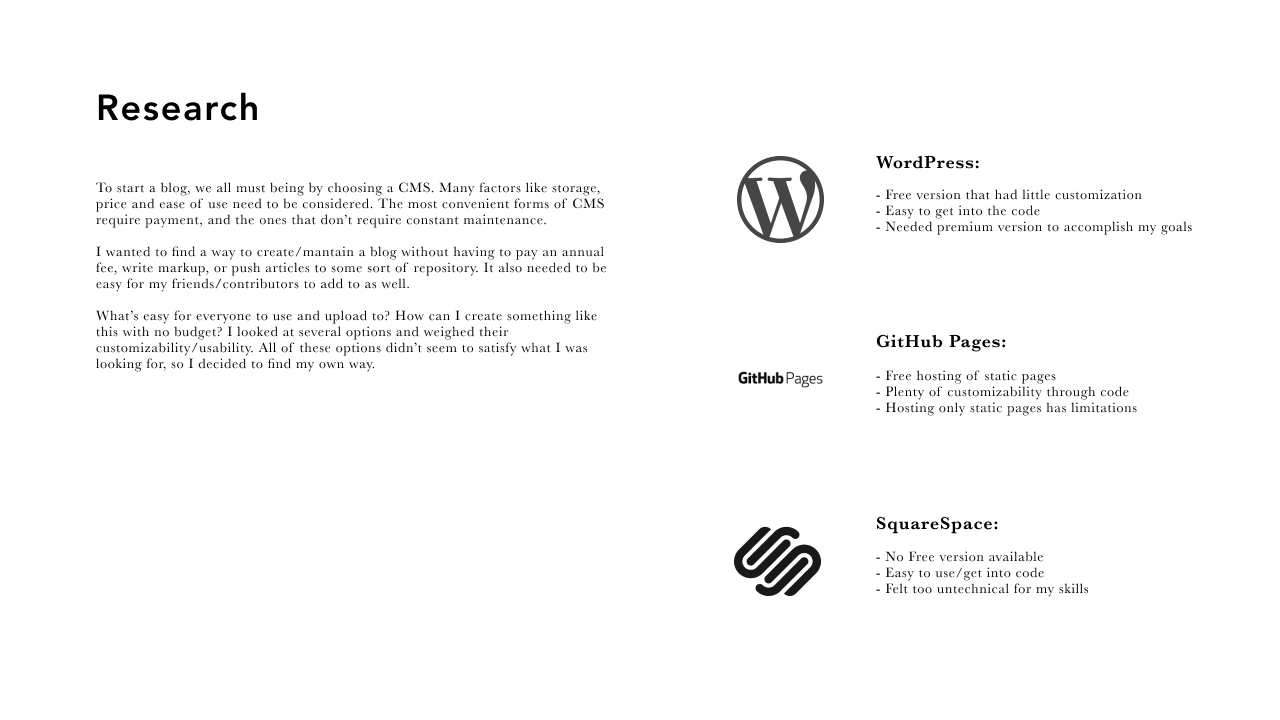 Research
To start a blog, we all must being by choosing a CMS. Many factors like storage,
price and ease of use need to be considered. The most convenient forms of CMS
require payment, and the ones that don't require constant maintenance.
I wanted to find a way to create/mantain a blog without having to pay an annual
fee, write markup, or push articles to some sort of repository. It also needed to be
easy for my friends/contributors to add to as well.
What's easy for everyone to use and upload to? How can I create something like
this with no budget? I looked at several options and weighed their
customizability/usability. All of these options didn't seem to satisfy what I was
looking for, so I decided to find my own way.
WordPress:
- Free version that had little customization
- Easy to get into the code
- Needed premium version to accomplish my goals
GitHub Pages
GitHub Pages:
- Free hosting of static pages
- Plenty of customizability through code
- Hosting only static pages has limitations
SquareSpace:
- No Free version available
- Easy to use/get into code
- Felt too untechnical for my skills